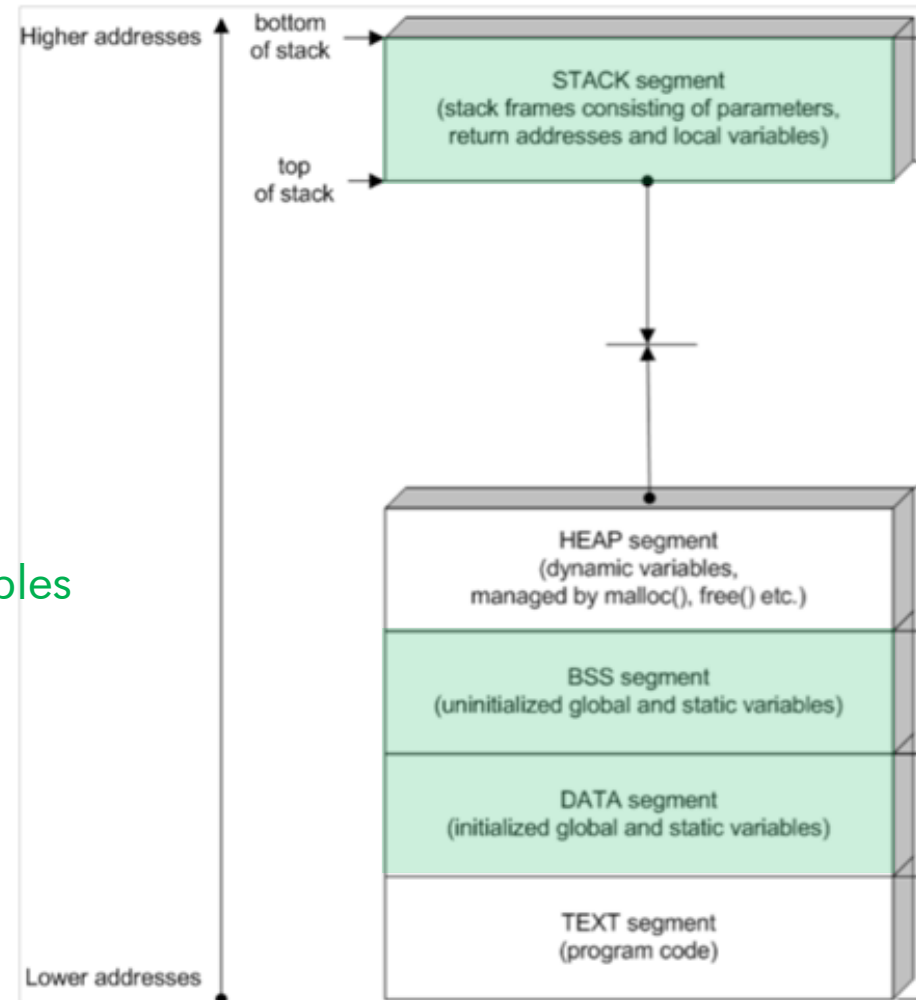 Higher addresses
bottom
of stack
STACK segment
(stack frames consisting of parameters,
return addresses and local variables)
top
of stack
HEAP segment
(dynamic variables,
managed by malloc(), free() etc.)
BSS segment
(uninitialized global and static variables)
DATA segment
(initialized global and static variables)
TEXT segment
(program code)
Lower addresses